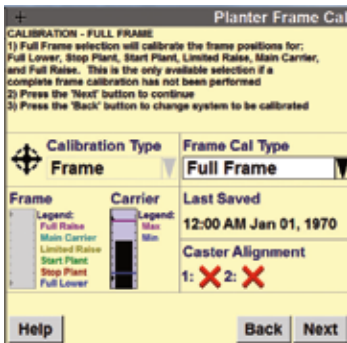 Planter Frame Cal
CALIBRATION - FULL FRAME
1) Full Frame selection will calibrate the frame positions for:
Full Lower, Stop Plant, Start Plant, Limited Raise, Main Carrier,
and Full Raise. This is the only available selection if a
complete frame calibration has not been performed
2) Press the 'Next' button to continue
3) Press the 'Back' button to change system to be calibrated
Calibration Type
Frame
Frame Cal Type
Full Frame
Frame
Legend:
Full Raise
Main Carrier
Limited Raise
Start Plant
Stop Plant
Full Lower
Carrier
Legend:
Max
Min
Last Saved
12:00 AM Jan 01, 1970
Caster Alignment
1: 2:
Help
Back
Next